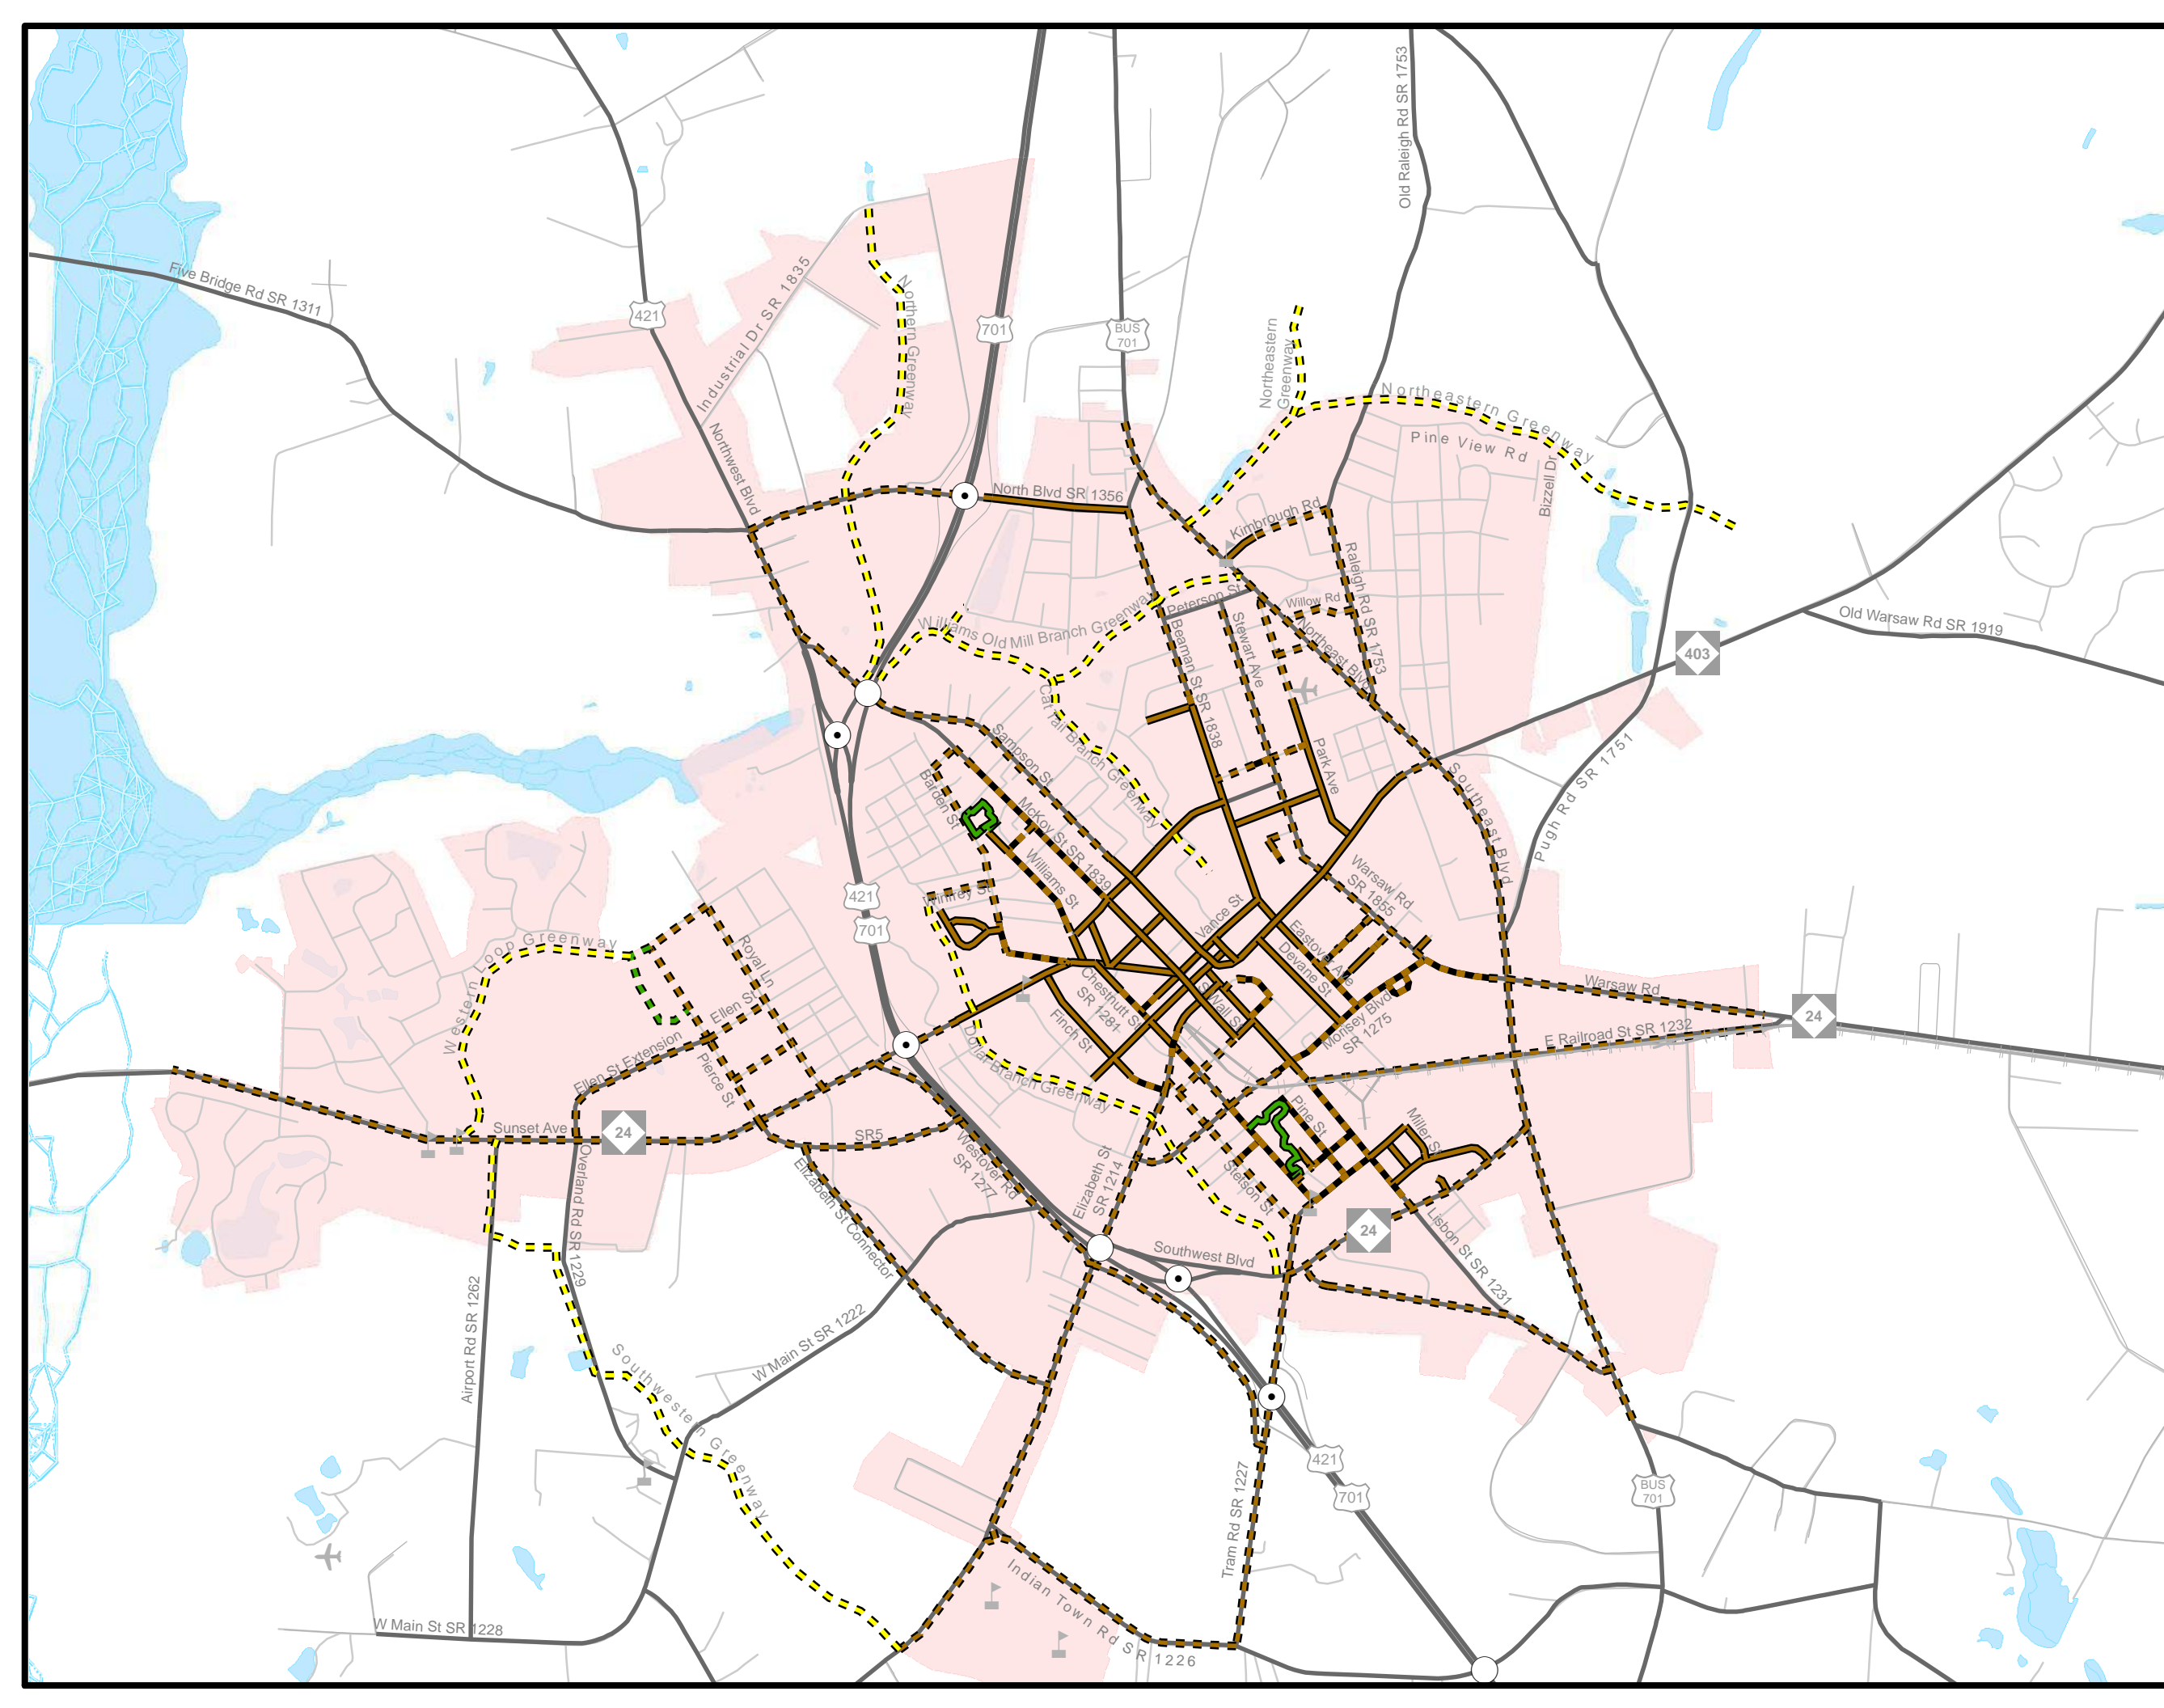 Old Raleigh Rd SR 1753
Five Bridge Rd SR 1311
421
Industrial Dr SR 1835
Northern Greenway
701
BUS
701
Northeastern
Greenway
Northeastern Greenway
Pine View Rd
Bizzell Dr
Northwest Blvd
North Blvd SR 1356
Kimbrough Rd
Raleigh Rd SR 1753
Williams Old Mill Branch Greenway
Peterson St
Willow Rd
Old Warsaw Rd SR 1919
403
Beaman St SR 1838
Stewart Ave
Northeast Blvd
Cat Tail Branch Greenway
Sampson St
Park Ave
Southeast Blvd
Pugh Rd SR 1751
Barden St
McKoy St SR 1839
Williams St
Warsaw Rd
SR 1855
421
701
Winfrey St
Vance St
Eastover Ave
Devane St
Western Loop Greenway
Royal Ln
Ellen St
Chestnutt St
SR 1281
Wall St
Finch St
Monsey Blvd
SR 1275
Warsaw Rd
24
E Railroad St SR 1232
Ellen St Extension
Pierce St
Dollar Branch Greenway
Sunset Ave
24
SR5
Pine St
Miller St
Overland Rd SR 1229
Elizabeth St Connector
Westover Rd
SR 1277
Elizabeth St
SR 1214
Stetson St
24
Lisbon St SR 1231
Southwest Blvd
Airport Rd SR 1262
W Main St SR 1222
Southwestern Greenway
421
701
BUS
701
Tram Rd SR 1227
Indian Town Rd SR 1226
W Main St SR 1228